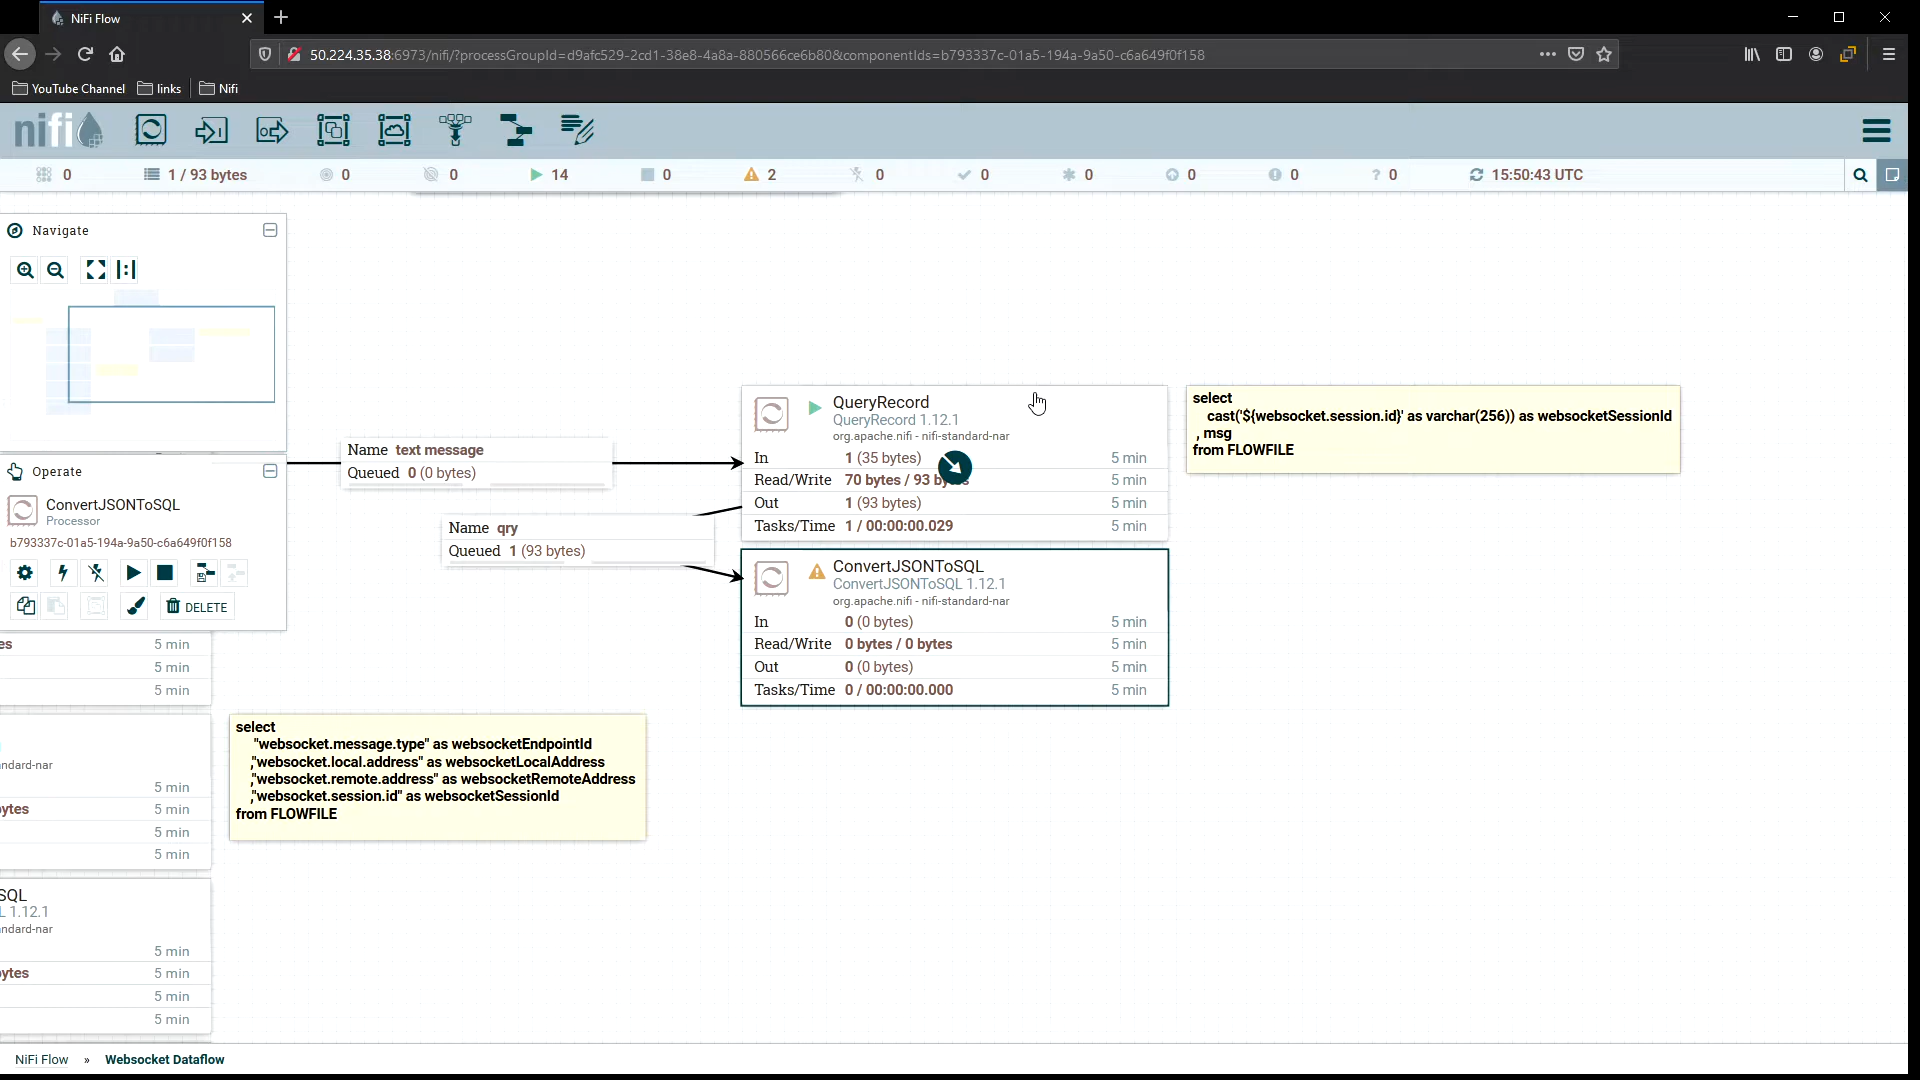 NiFi Flow
50.224.35.38:6973/nifi/?processGroupId=d9afc529-2cd1-38e8-4a8a-880566ce6b80&componentIds=b793337c-01a5-194a-9a50-c6a649f0f158
YouTube Channel
links
Nifi
nifi
0
1 / 93 bytes
0
0
14
0
2
0
0
0
0
0
? 0
15:50:43 UTC
Navigate
Operate
ConvertJSONToSQL
Processor
b793337c-01a5-194a-9a50-c6a649f0f158
DELETE
Name text message
Queued 0 (0 bytes)
Name qry
Queued 1 (93 bytes)
QueryRecord
QueryRecord 1.12.1
org.apache.nifi - nifi-standard-nar
In 1 (35 bytes) 5 min
Read/Write 70 bytes / 93 bytes 5 min
Out 1 (93 bytes) 5 min
Tasks/Time 1 / 00:00:00.029 5 min
select
cast('${websocket.session.id}' as varchar(256)) as websocketSessionId
, msg
from FLOWFILE
ConvertJSONToSQL
ConvertJSONToSQL 1.12.1
org.apache.nifi - nifi-standard-nar
In 0 (0 bytes) 5 min
Read/Write 0 bytes / 0 bytes 5 min
Out 0 (0 bytes) 5 min
Tasks/Time 0 / 00:00:00.000 5 min
es 5 min
5 min
5 min
select
"websocket.message.type" as websocketEndpointId
,"websocket.local.address" as websocketLocalAddress
,"websocket.remote.address" as websocketRemoteAddress
,"websocket.session.id" as websocketSessionId
from FLOWFILE
ndard-nar
5 min
ytes 5 min
5 min
5 min
SQL
L 1.12.1
ndard-nar
5 min
ytes 5 min
5 min
5 min
NiFi Flow » Websocket Dataflow